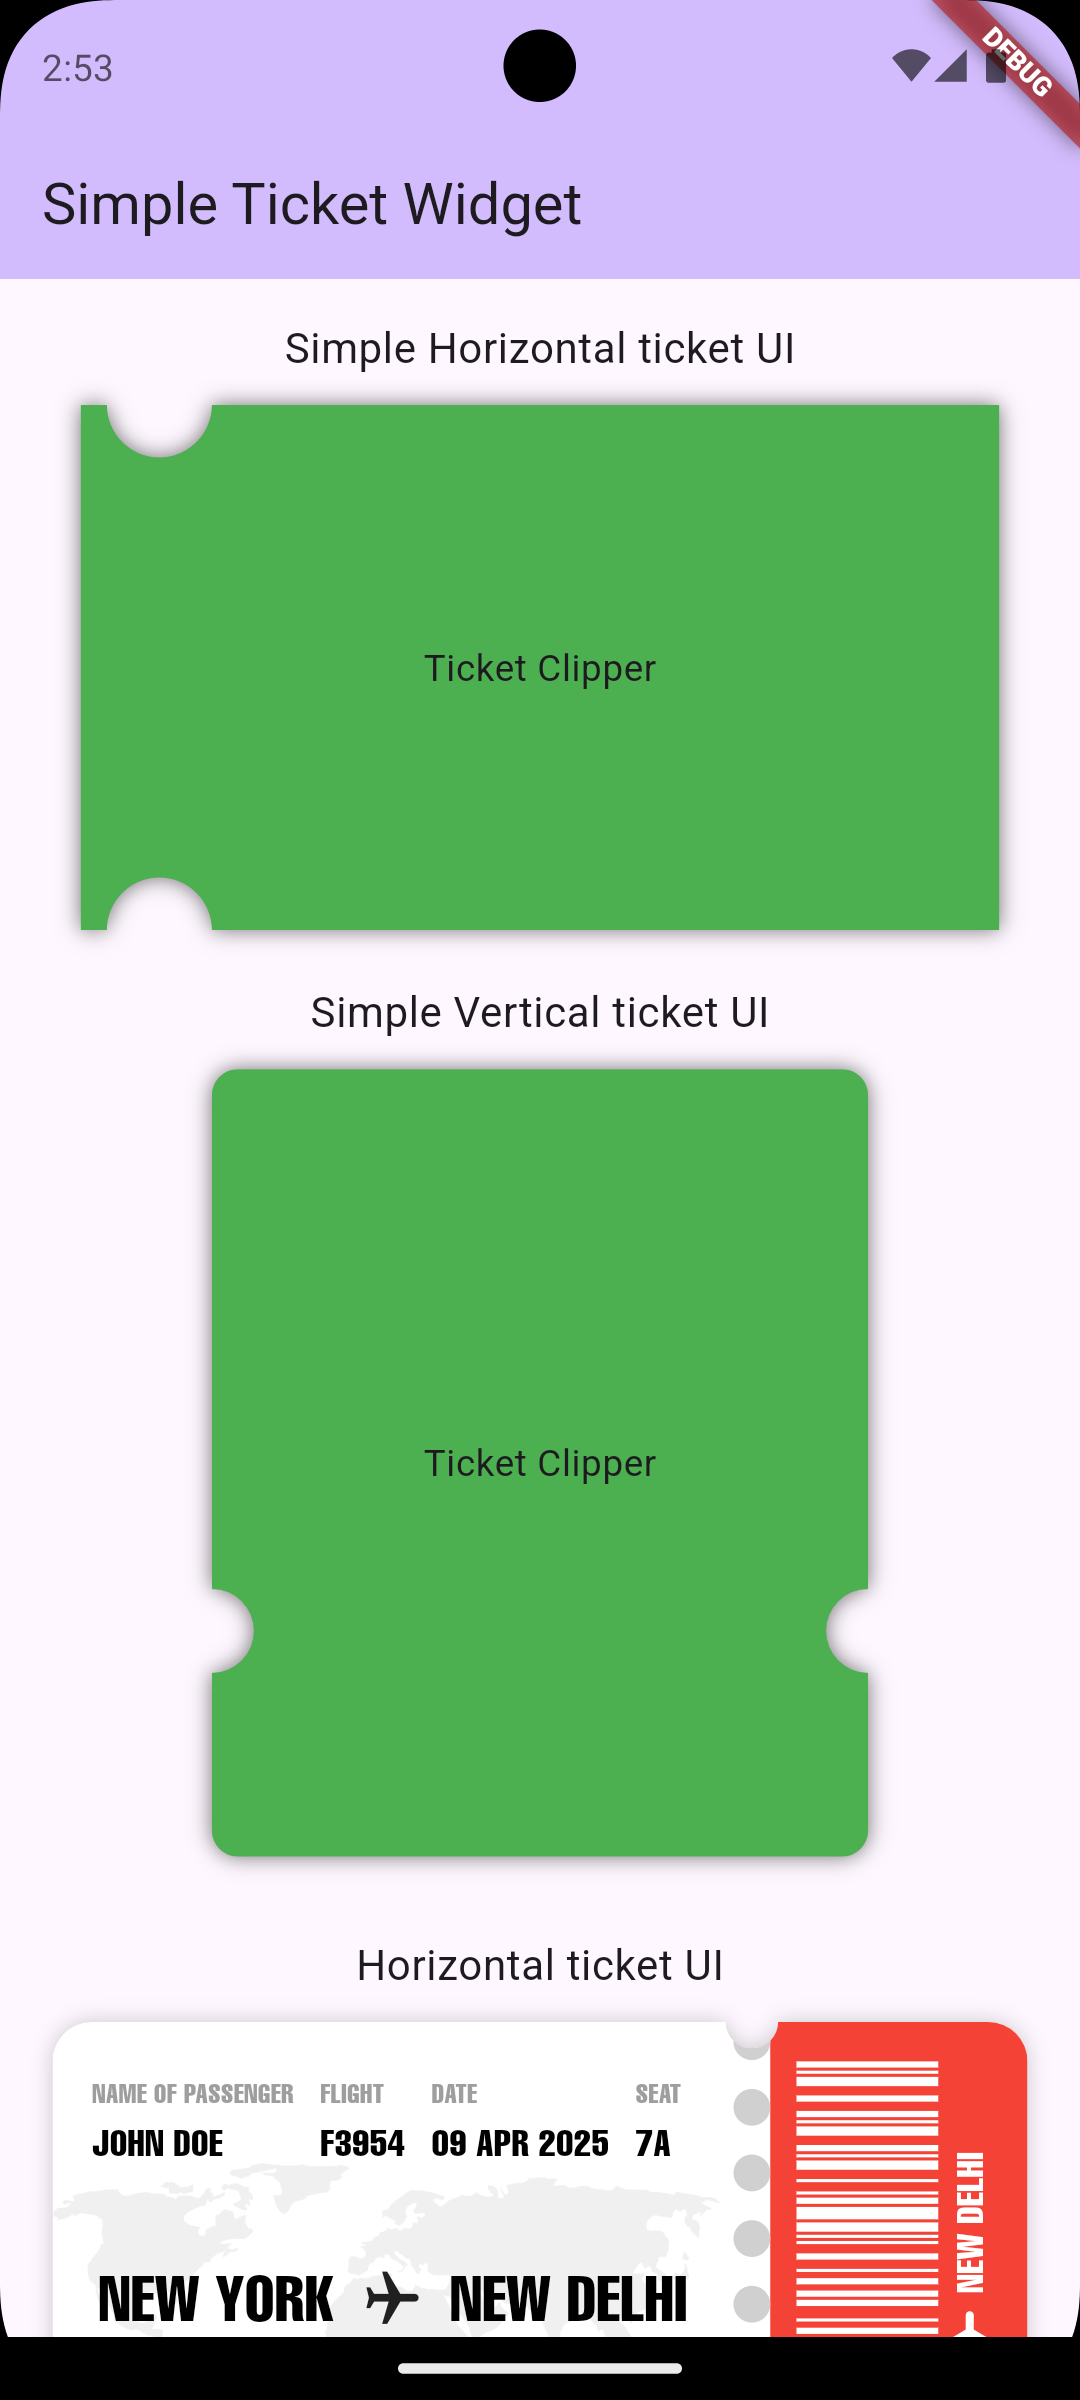 2:53
DEBUG
Simple Ticket Widget
Simple Horizontal ticket UI
Ticket Clipper
Simple Vertical ticket UI
Ticket Clipper
Horizontal ticket UI
NAME OF PASSENGER FLIGHT DATE SEAT
JOHN DOE F3954 09 APR 2025 7A
NEW YORK NEW DELHI
NEW DELHI